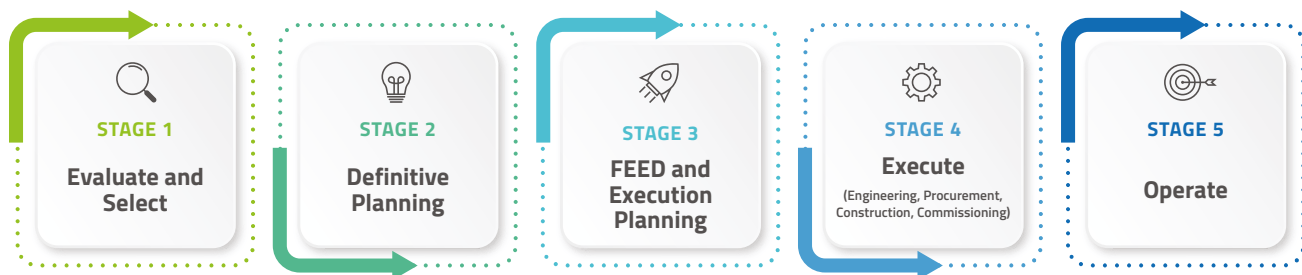 STAGE 1
Evaluate and
Select
STAGE 2
Definitive
Planning
STAGE 3
FEED and
Execution
Planning
STAGE 4
Execute
(Engineering, Procurement,
Construction, Commissioning)
STAGE 5
Operate